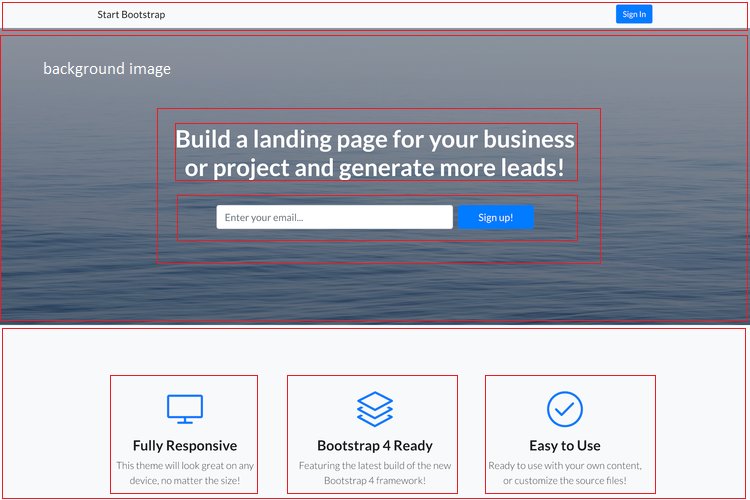 Start Bootstrap
Sign In
background image
Build a landing page for your business
or project and generate more leads!
Enter your email...
Sign up!
Fully Responsive
This theme will look great on any
device, no matter the size!
Bootstrap 4 Ready
Featuring the latest build of the new
Bootstrap 4 framework!
Easy to Use
Ready to use with your own content,
or customize the source files!